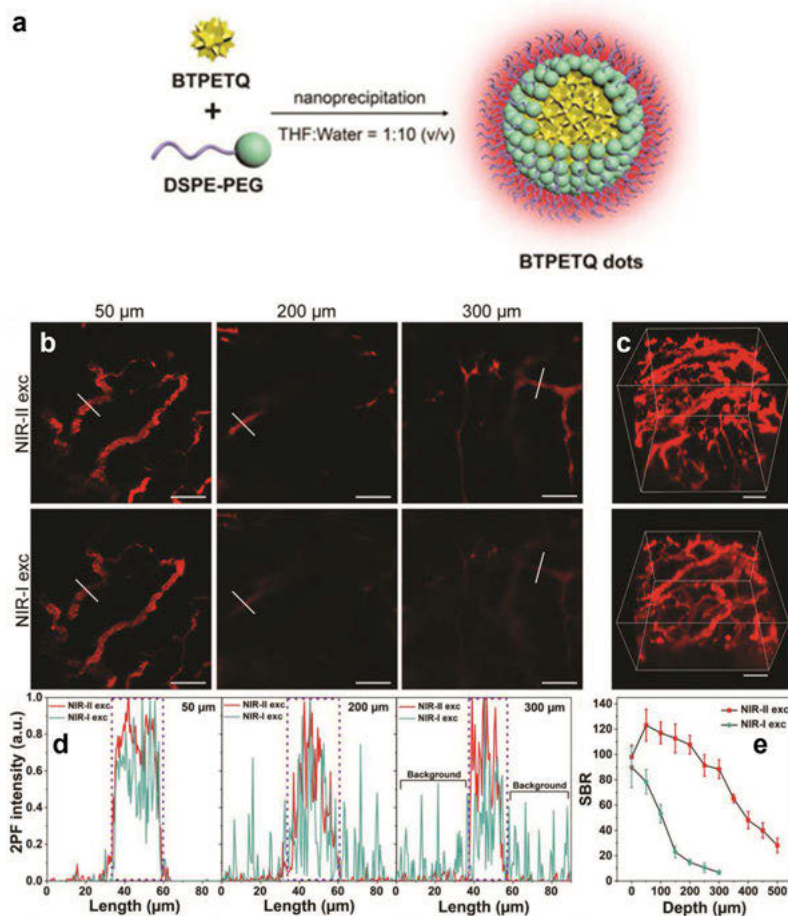 a
BTPETQ
+
DSPE-PEG
nanoprecipitation
THF:Water = 1:10 (v/v)
BTPETQ dots
50 µm
200 µm
300 µm
b
c
NIR-II exc
NIR-I exc
d
2PF intensity (a.u.)
1.0
0.8
0.6
0.4
0.2
0.0
NIR-II exc
NIR-I exc
50 µm
0 20 40 60 80
Length (µm)
NIR-II exc
NIR-I exc
200 µm
0 20 40 60 80
Length (µm)
NIR-II exc
NIR-I exc
300 µm
Background
Background
0 20 40 60 80
Length (µm)
e
SBR
140
120
100
80
60
40
20
0
NIR-II exc
NIR-I exc
0 100 200 300 400 500
Depth (µm)